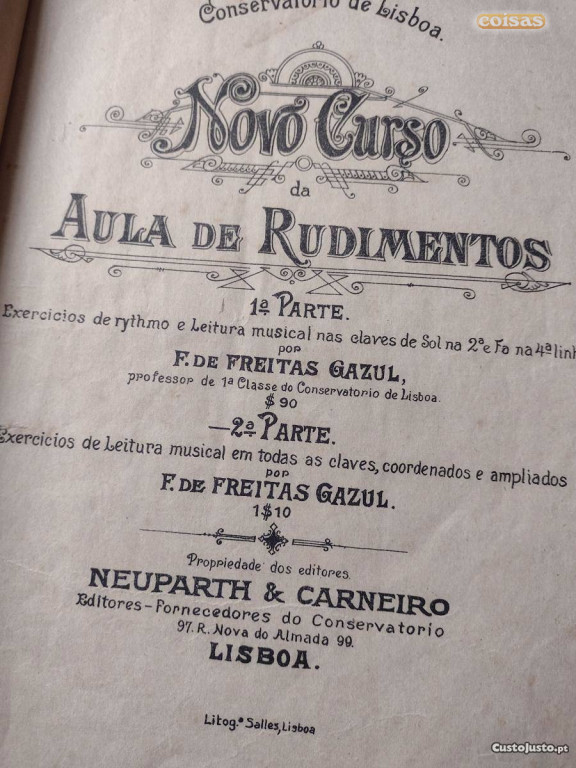 Conservatorio de Lisboa.
coisas
Novo Curso
da
AULA DE RUDIMENTOS
1ª PARTE.
Exercicios de rythmo e Leitura musical nas claves de Sol na 2ª e Fa na 4ª linh
por
F. DE FREITAS GAZUL,
professor de 1ª Classe do Conservatorio de Lisboa.
$ 90
—2ª PARTE.
Exercicios de Leitura musical em todas as claves, coordenados e ampliados
por
F. DE FREITAS GAZUL.
1$10
Propriedade dos editores.
NEUPARTH & CARNEIRO
Editores - Fornecedores do Conservatorio
97. R. Nova do Almada 99.
LISBOA.
Litog.ª Salles, Lisboa
CustoJusto.pt